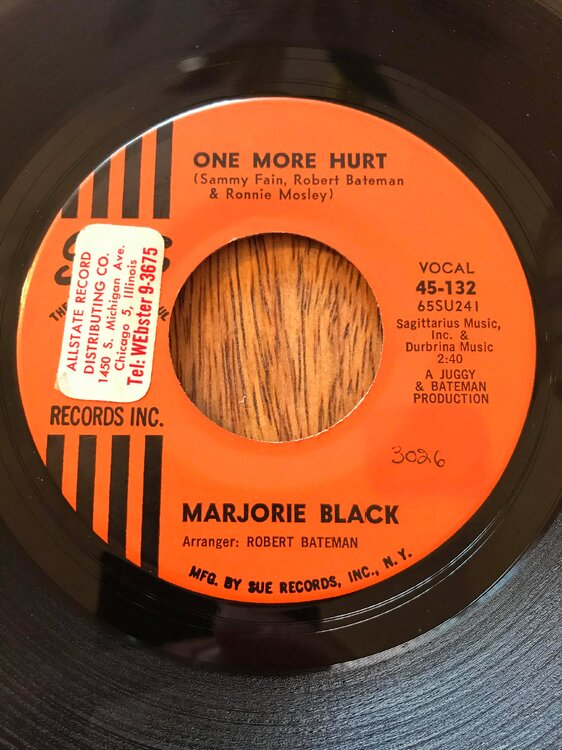 ONE MORE HURT
(Sammy Fain, Robert Bateman
& Ronnie Mosley)
ALLSTATE RECORD
DISTRIBUTING CO.
1450 S. Michigan Ave.
Chicago 5, Illinois
Tel: WEbster 9-3675
RECORDS INC.
VOCAL
45-132
65SU241
Sagittarius Music,
Inc. &
Durbrina Music
2:40
A JUGGY
& BATEMAN
PRODUCTION
3026
MARJORIE BLACK
Arranger: ROBERT BATEMAN
MFG. BY SUE RECORDS, INC., N.Y.